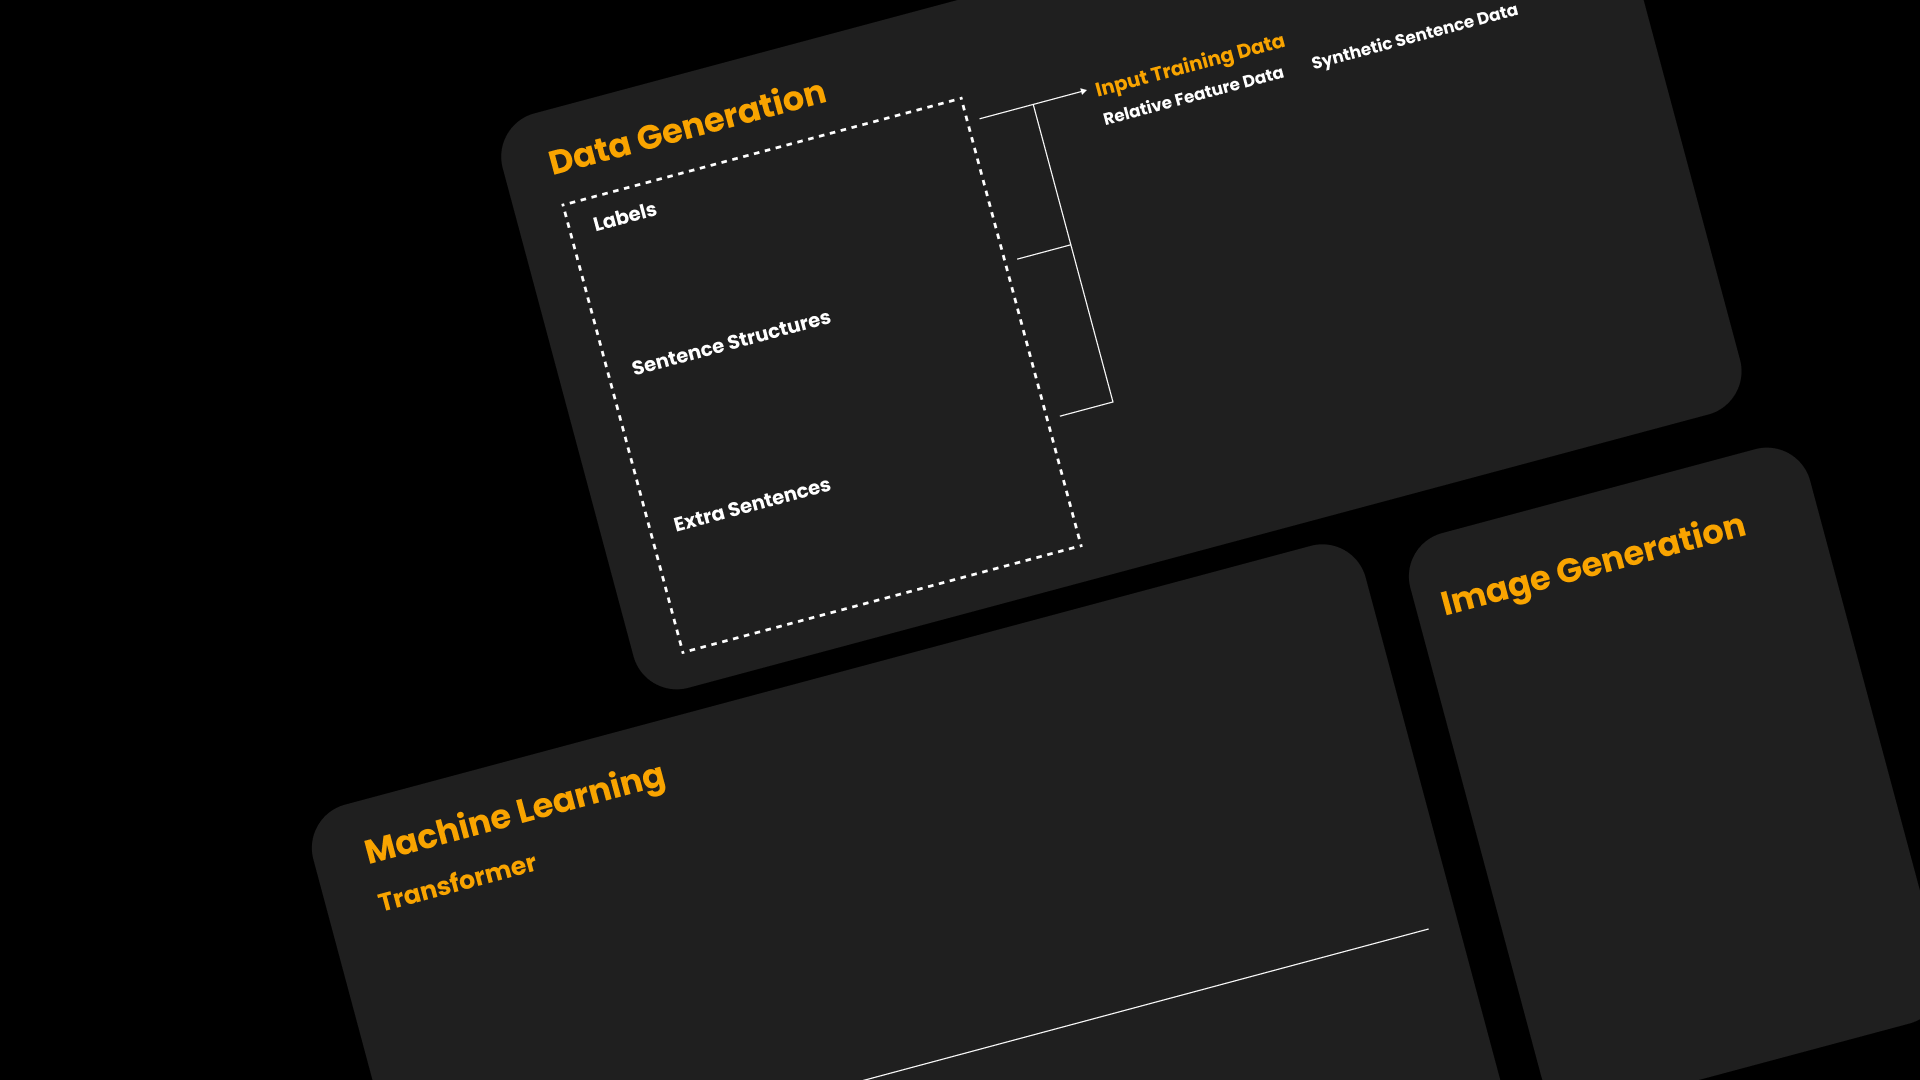 Data Generation
Labels
Sentence Structures
Extra Sentences
Input Training Data
Relative Feature Data
Synthetic Sentence Data
Machine Learning
Transformer
Image Generation